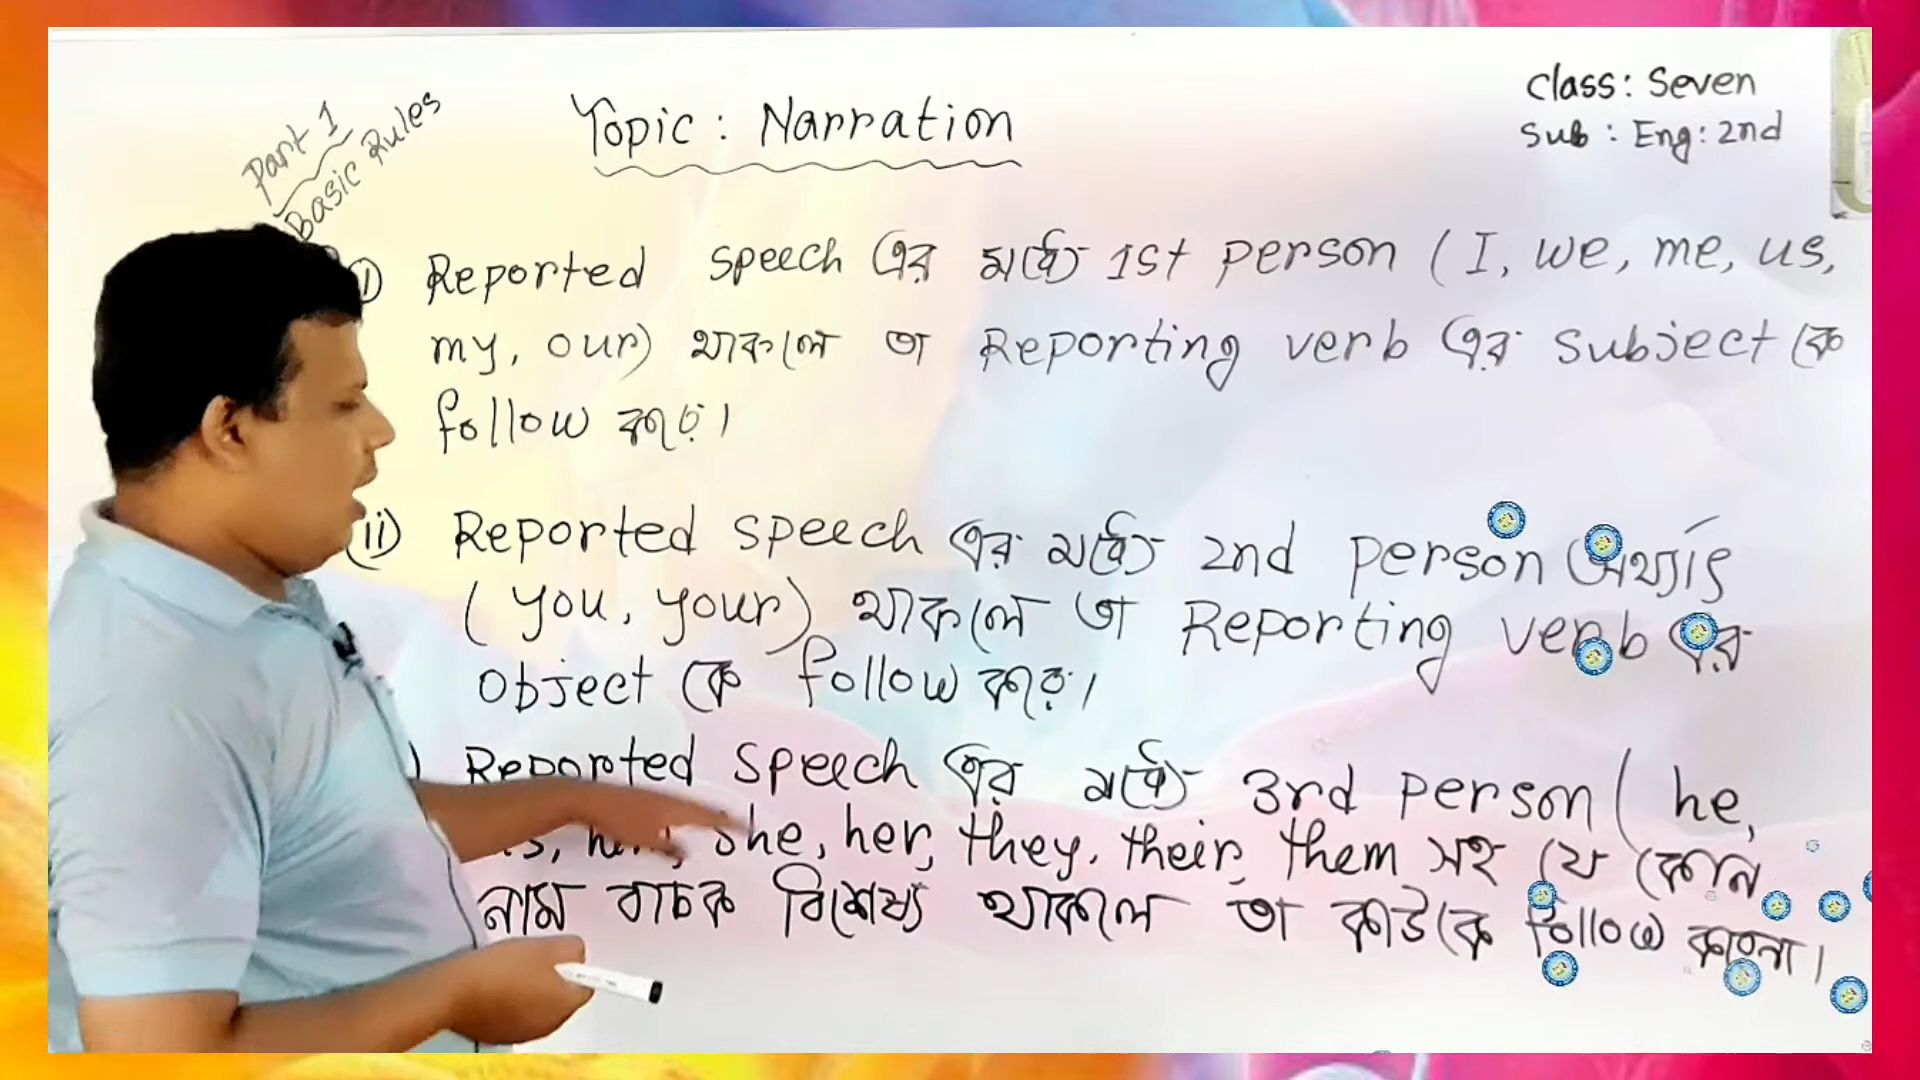 Part 1
Basic Rules
Topic : Narration
Class: Seven
Sub : Eng: 2nd
i) Reported speech এর মধ্যে 1st person (I, we, me, us,
my, our) থাকলে তা Reporting verb এর subject কে
follow করে।
ii) Reported speech এর মধ্যে 2nd person অর্থ্যাৎ
(you, your) থাকলে তা Reporting verb এর
object কে follow করে।
) Reported speech এর মধ্যে 3rd person ( he,
she, her, they, their, them সহ যে কোন
নাম বাচক বিশেষ্য থাকলে তা কাউকে follow করেনা।